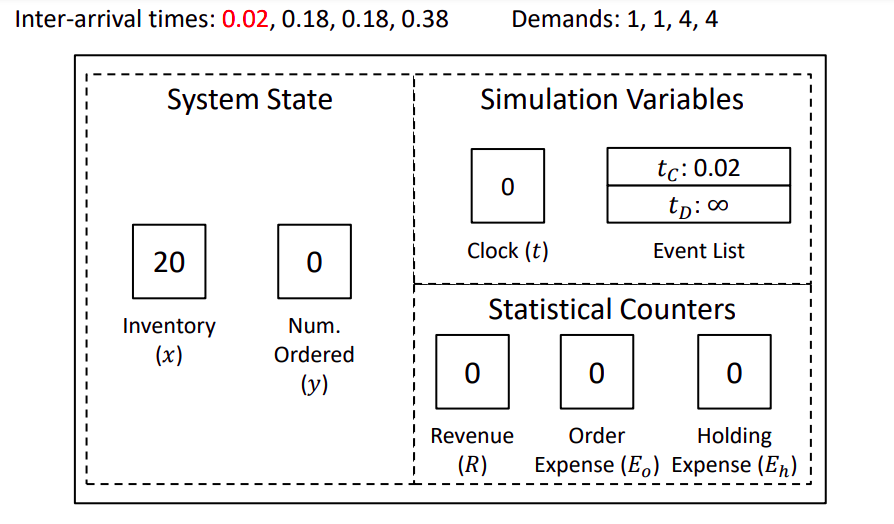 Inter-arrival times: 0.02, 0.18, 0.18, 0.38 Demands: 1, 1, 4, 4
System State
20
0
Inventory
(x)
Num.
Ordered
(y)
Simulation Variables
0
t_C: 0.02
t_D: ∞
Clock (t)
Event List
Statistical Counters
0
0
0
Revenue
(R)
Order
Expense (E_o)
Holding
Expense (E_h)